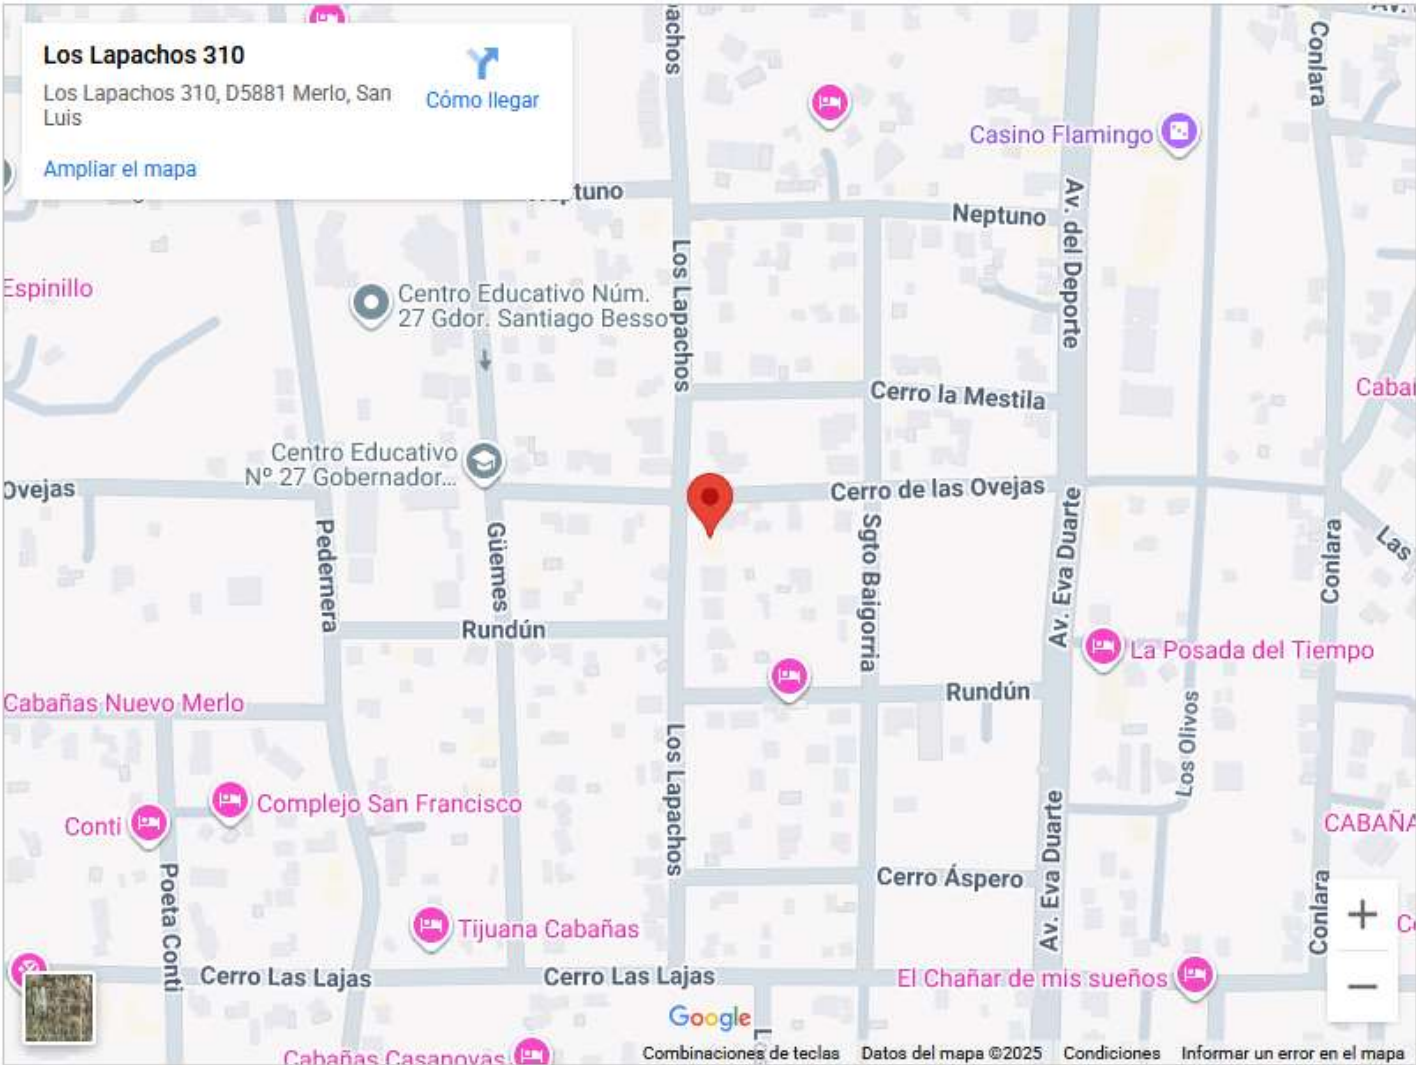 Los Lapachos 310
Los Lapachos 310, D5881 Merlo, San
Luis
Cómo llegar
Ampliar el mapa
Conlara
Casino Flamingo
Neptuno
Los Lapachos
Av. del Deporte
Espinillo
Centro Educativo Núm.
27 Gdor. Santiago Besso
Cerro la Mestila
Centro Educativo
Nº 27 Gobernador...
Ovejas
Cerro de las Ovejas
Pedernera
Güemes
Sgto Baigorria
Av. Eva Duarte
Conlara
Las
Rundún
La Posada del Tiempo
Cabañas Nuevo Merlo
Rundún
Los Olivos
Los Lapachos
Complejo San Francisco
Conti
CABAÑA
Poeta Conti
Cerro Áspero
Av. Eva Duarte
Conlara
Tijuana Cabañas
Cerro Las Lajas
Cerro Las Lajas
El Chañar de mis sueños
Google
Cabañas Casanovas
Combinaciones de teclas
Datos del mapa ©2025
Condiciones
Informar un error en el mapa